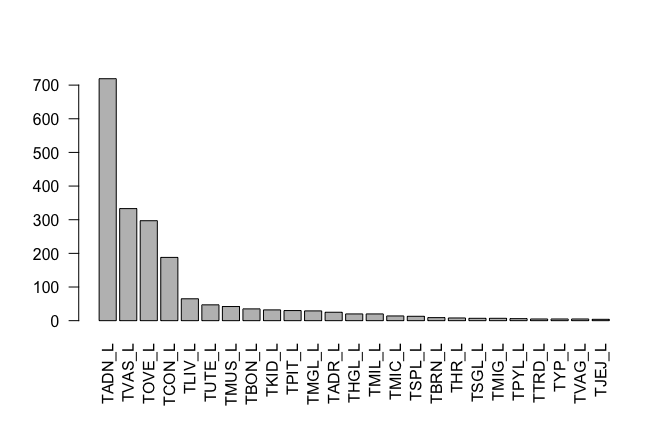 700
600
500
400
300
200
100
0
TADN_L
TVAS_L
TOVE_L
TCON_L
TLIV_L
TUTE_L
TMUS_L
TBON_L
TKID_L
TPIT_L
TMGL_L
TADR_L
THGL_L
TMIL_L
TMIC_L
TSPL_L
TBRN_L
THR_L
TSGL_L
TMIG_L
TPYL_L
TTRD_L
TYP_L
TVAG_L
TJEJ_L